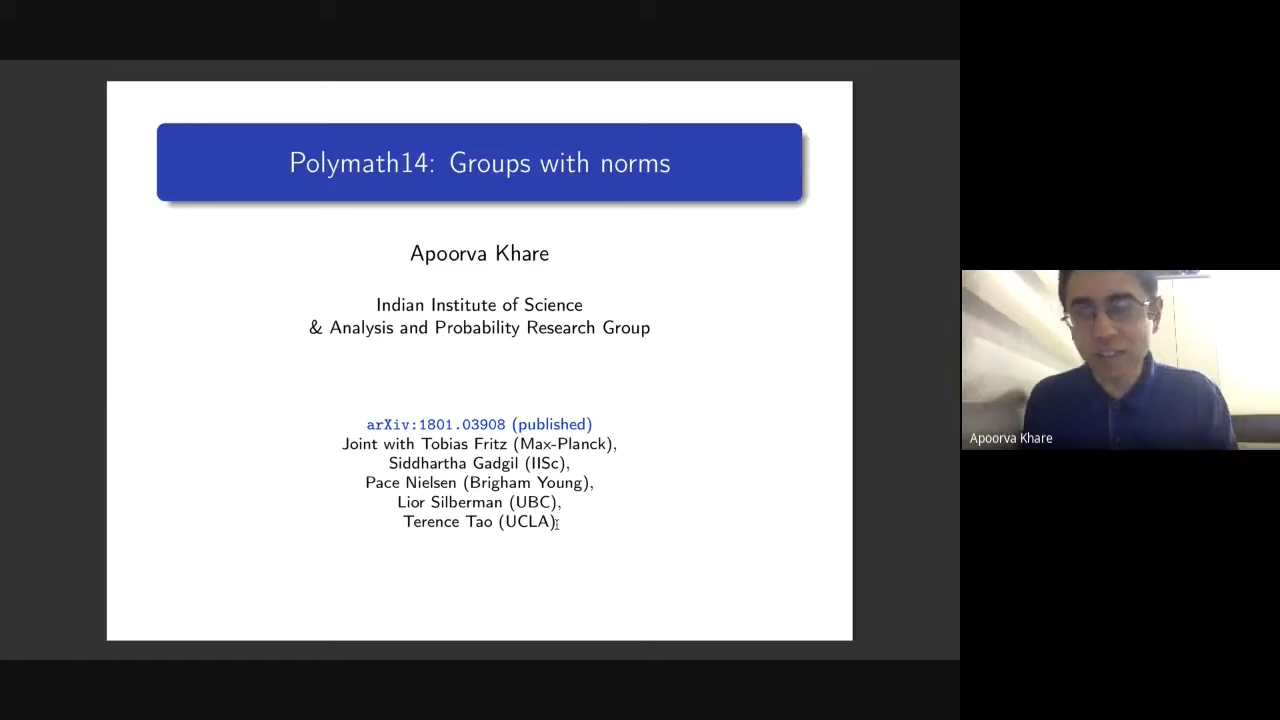 Polymath14: Groups with norms
Apoorva Khare
Indian Institute of Science
& Analysis and Probability Research Group
arXiv:1801.03908 (published)
Joint with Tobias Fritz (Max-Planck),
Siddhartha Gadgil (IISc),
Pace Nielsen (Brigham Young),
Lior Silberman (UBC),
Terence Tao (UCLA)
Apoorva Khare